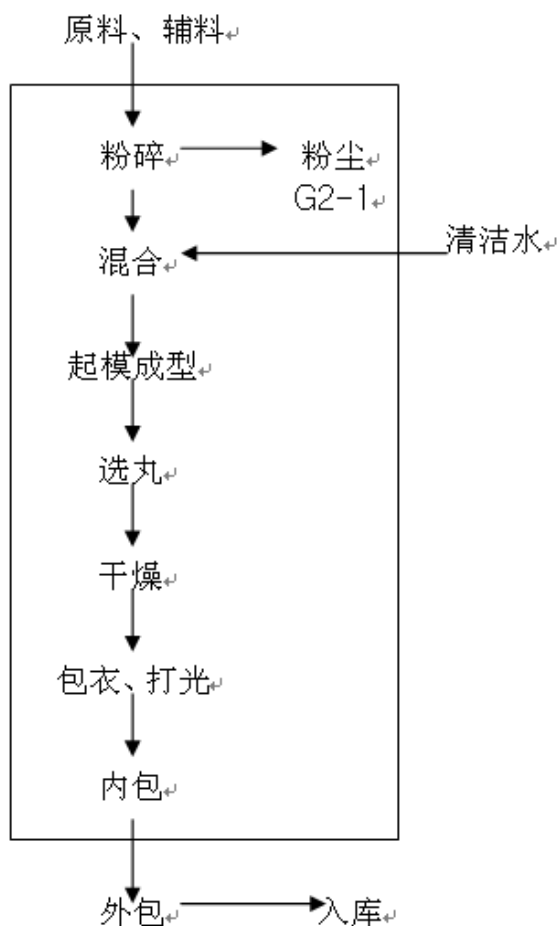 原料、辅料
粉碎
粉尘
G2-1
混合
清洁水
起模成型
选丸
干燥
包衣、打光
内包
外包
入库